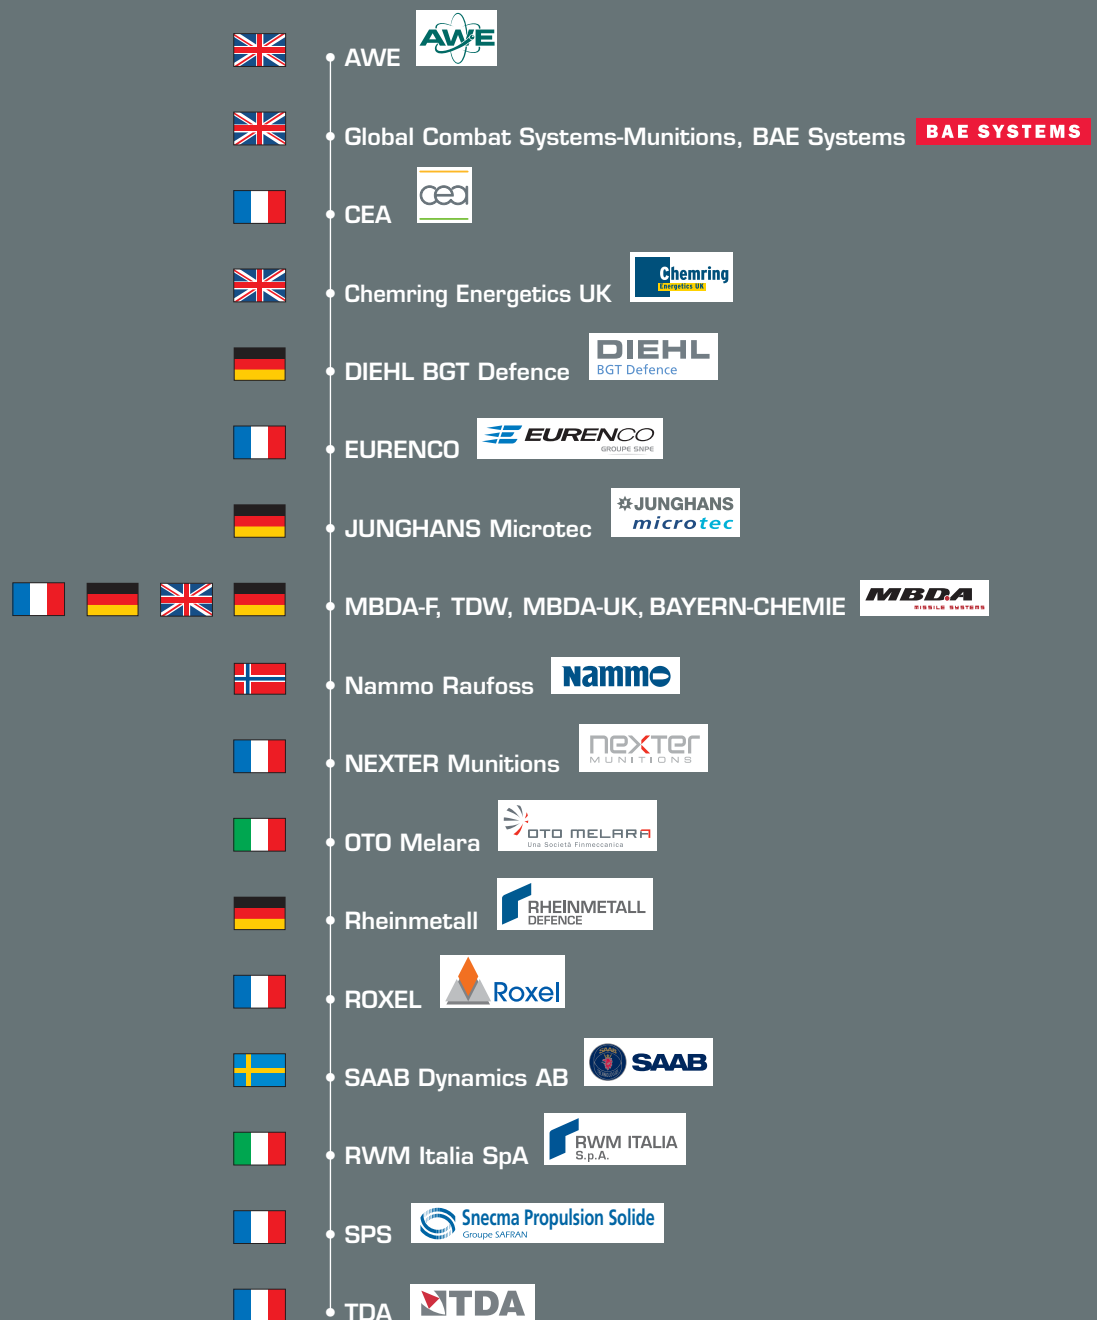 AWE AWE
Global Combat Systems-Munitions, BAE Systems BAE SYSTEMS
CEA cea
Chemring Energetics UK Chemring
Energetics UK
DIEHL BGT Defence DIEHL
BGT Defence
EURENCO EURENCO
GROUPE SNPE
JUNGHANS Microtec JUNGHANS
microtec
MBDA-F, TDW, MBDA-UK, BAYERN-CHEMIE MBDA
MISSILE SYSTEMS
Nammo Raufoss Nammo
NEXTER Munitions nexter
MUNITIONS
OTO Melara OTO MELARA
Una Società Finmeccanica
Rheinmetall RHEINMETALL
DEFENCE
ROXEL Roxel
SAAB Dynamics AB SAAB SAAB
RWM Italia SpA RWM ITALIA
S.p.A.
SPS Snecma Propulsion Solide
Groupe SAFRAN
TDA TDA